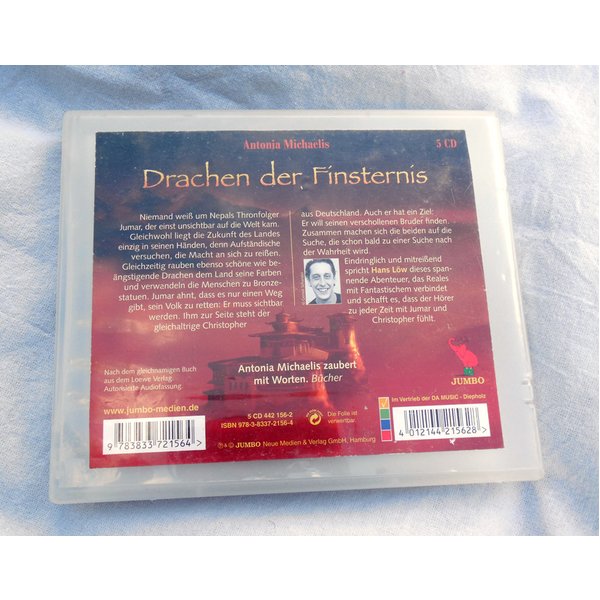 Antonia Michaelis
5 CD
Drachen der Finsternis
Niemand weiß um Nepals Thronfolger
Jumar, der einst unsichtbar auf die Welt kam.
Gleichwohl liegt die Zukunft des Landes
einzig in seinen Händen, denn Aufständische
versuchen, die Macht an sich zu reißen.
Gleichzeitig rauben ebenso schöne wie be-
ängstigende Drachen dem Land seine Farben
und verwandeln die Menschen zu Bronze-
statuen. Jumar ahnt, dass es nur einen Weg
gibt, sein Volk zu retten: Er muss sichtbar
werden. Ihm zur Seite steht der
gleichaltrige Christopher
aus Deutschland. Auch er hat ein Ziel:
Er will seinen verschollenen Bruder finden.
Zusammen machen sich die beiden auf die
Suche, die schon bald zu einer Suche nach
der Wahrheit wird.
Eindringlich und mitreißend
spricht Hans Löw dieses span-
nende Abenteuer, das Reales
mit Fantastischem verbindet
und schafft es, dass der Hörer
zu jeder Zeit mit Jumar und
Christopher fühlt.
Antonia Michaelis zaubert
mit Worten. Bücher
Nach dem gleichnamigen Buch
aus dem Loewe Verlag.
Autorisierte Audiofassung.
www.jumbo-medien.de
9 783833 721564 >
5 CD 442 156-2
ISBN 978-3-8337-2156-4
Die Folie ist
verwertbar.
℗ & © JUMBO Neue Medien & Verlag GmbH, Hamburg
JUMBO
Im Vertrieb der DA MUSIC - Diepholz
4 012144 215628 >